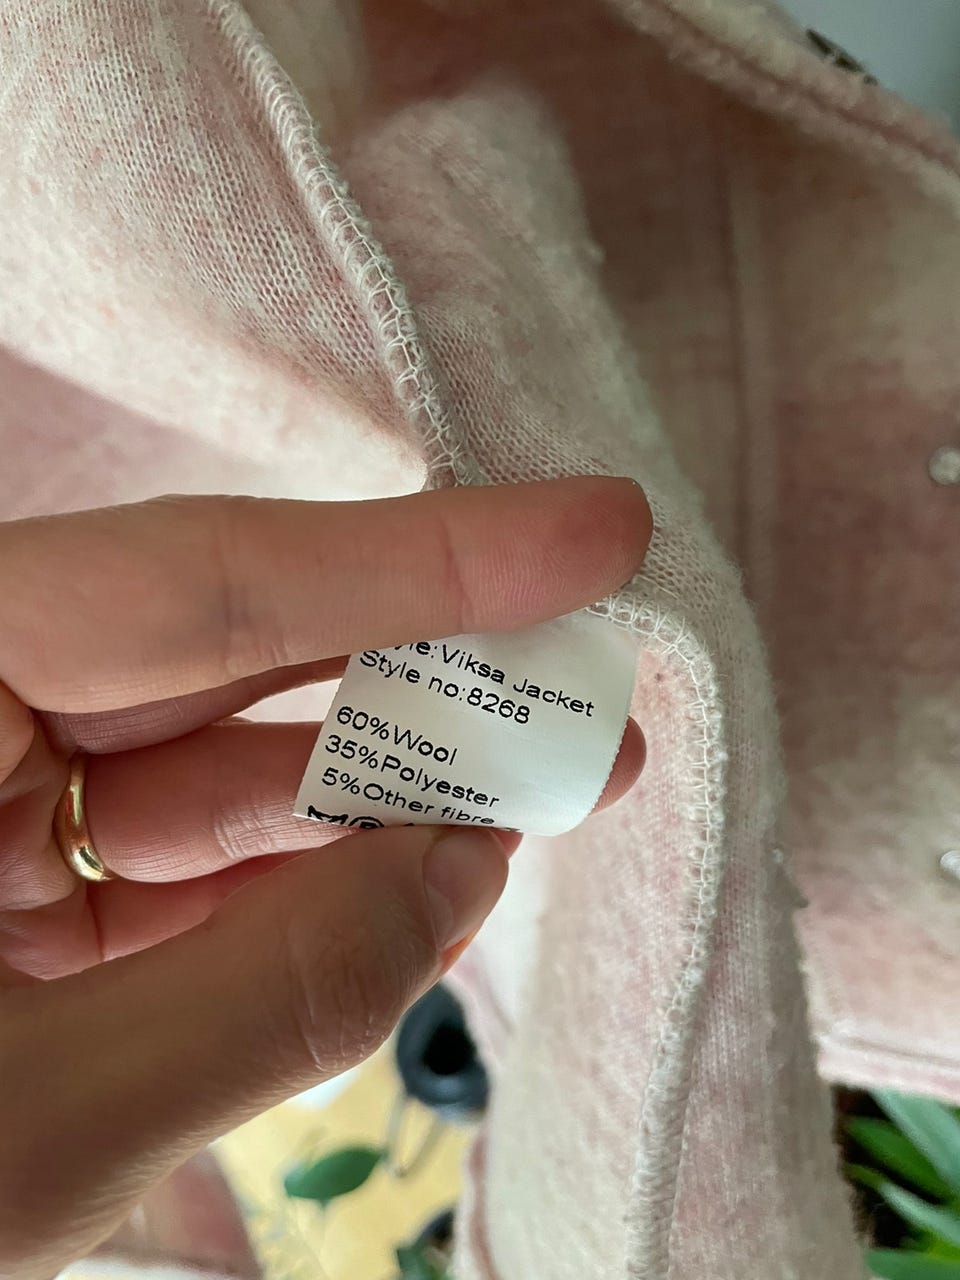 Viksa Jacket
Style no:8268
60%Wool
35%Polyester
5%Other fibre